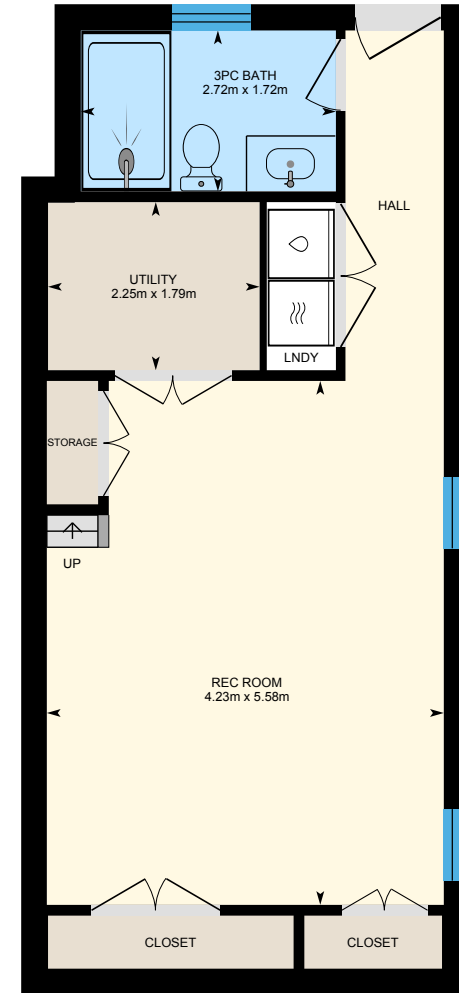 3PC BATH
2.72m x 1.72m
HALL
UTILITY
2.25m x 1.79m
LNDY
STORAGE
UP
REC ROOM
4.23m x 5.58m
CLOSET
CLOSET